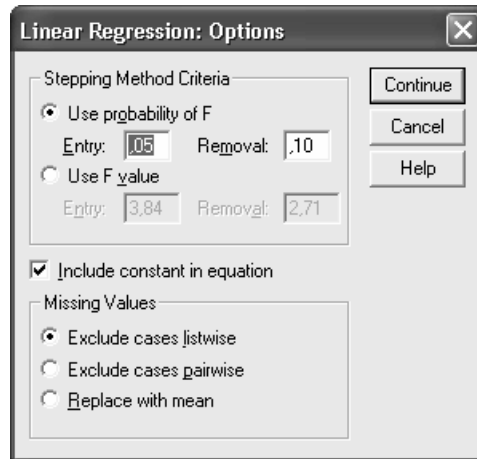 Linear Regression: Options
Stepping Method Criteria
Use probability of F
Entry: ,05 Removal: ,10
Use F value
Entry: 3,84 Removal: 2,71
Include constant in equation
Missing Values
Exclude cases listwise
Exclude cases pairwise
Replace with mean
Continue
Cancel
Help